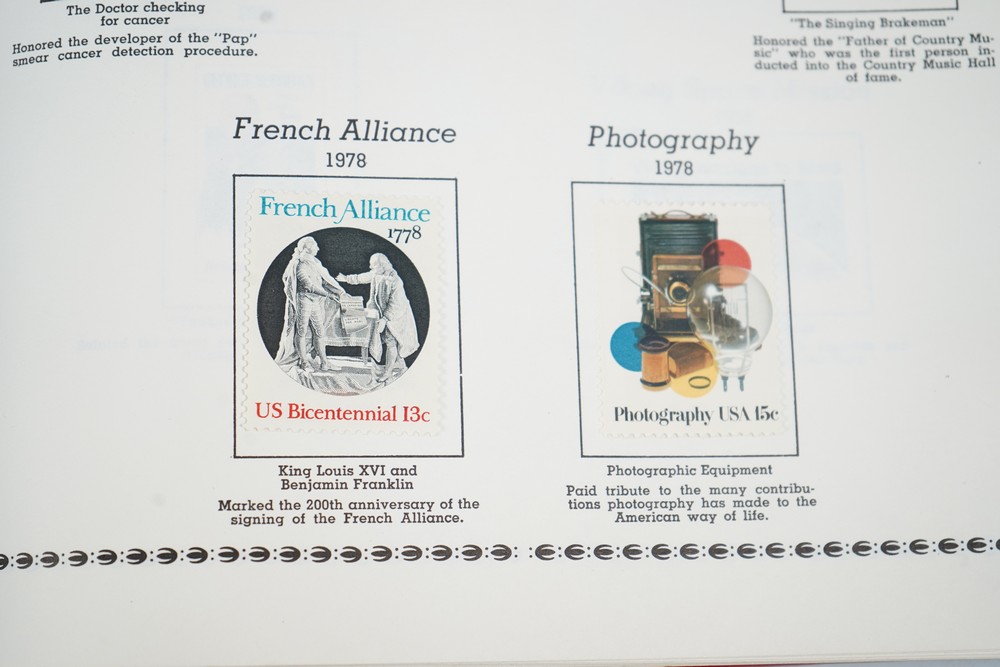 The Doctor checking
for cancer
Honored the developer of the "Pap"
smear cancer detection procedure.
"The Singing Brakeman"
Honored the "Father of Country Mu-
sic" who was the first person in-
ducted into the Country Music Hall
of fame.
French Alliance
1978
French Alliance
1778
US Bicentennial 13c
King Louis XVI and
Benjamin Franklin
Marked the 200th anniversary of the
signing of the French Alliance.
Photography
1978
Photography USA 15c
Photographic Equipment
Paid tribute to the many contribu-
tions photography has made to the
American way of life.